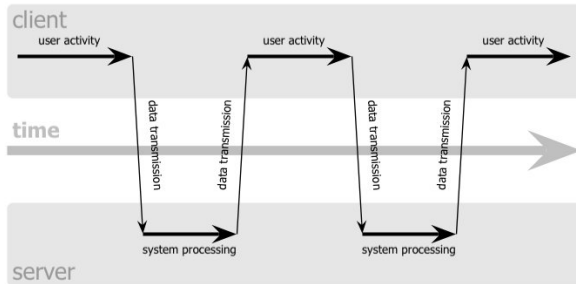 client
user activity
user activity
user activity
data transmission
data transmission
data transmission
data transmission
time
system processing
system processing
server